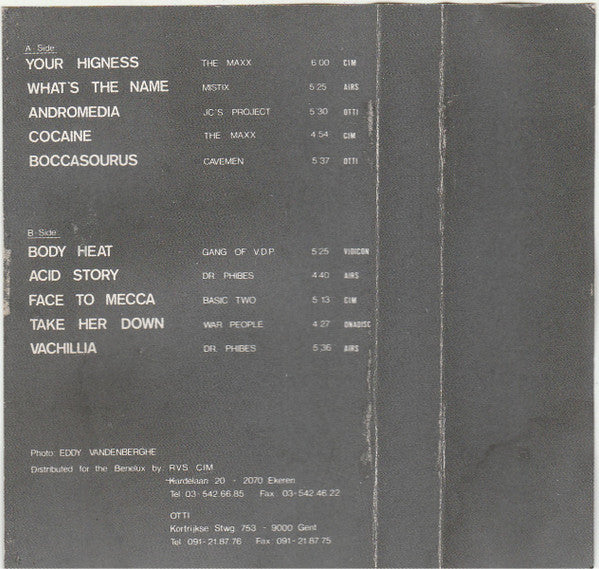 A Side
YOUR HIGNESS THE MAXX 6.00 CIM
WHAT'S THE NAME MISTIX 5.25 AIRS
ANDROMEDIA JC'S PROJECT 5.30 OTTI
COCAINE THE MAXX 4.54 CIM
BOCCASOURUS CAVEMEN 5.37 OTTI
B-Side
BODY HEAT GANG OF V.D.P. 5.25 VIDICON
ACID STORY DR. PHIBES 4.40 AIRS
FACE TO MECCA BASIC TWO 5.13 CIM
TAKE HER DOWN WAR PEOPLE 4.27 DNADISC
VACHILLIA DR. PHIBES 5.36 AIRS
Photo: EDDY VANDENBERGHE
Distributed for the Benelux by: RVS CIM
Kardelaan 20 - 2070 Ekeren
Tel 03-542.66.85 Fax 03-542.46.22
OTTI
Kortrijkse Stwg 753 - 9000 Gent
Tel 091-21.87.76 Fax: 091-21.87.75